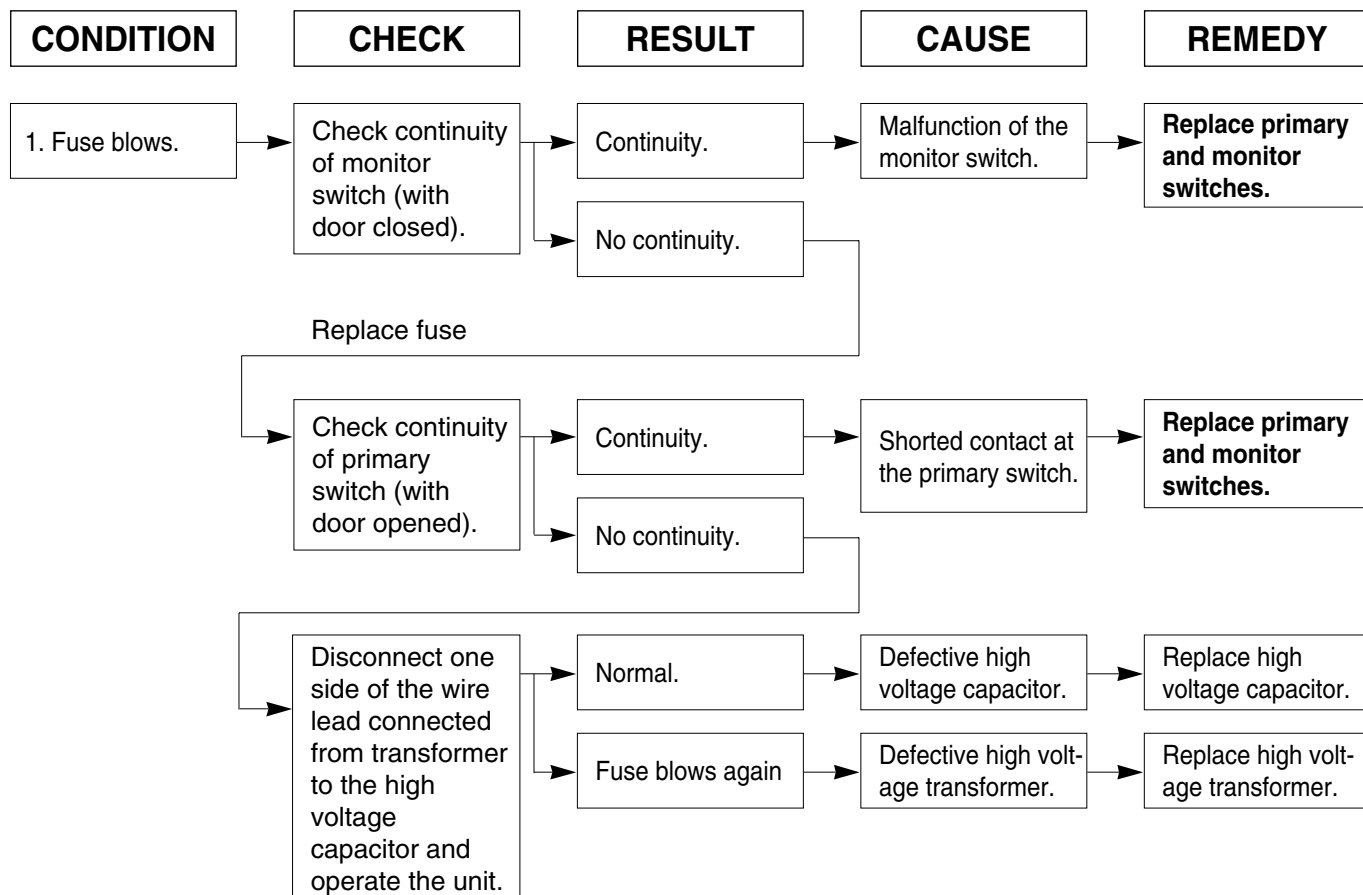 CONDITION
CHECK
RESULT
CAUSE
REMEDY
1. Fuse blows.
Check continuity
of monitor
switch (with
door closed).
Continuity.
Malfunction of the
monitor switch.
Replace primary
and monitor
switches.
No continuity.
Replace fuse
Check continuity
of primary
switch (with
door opened).
Continuity.
Shorted contact at
the primary switch.
Replace primary
and monitor
switches.
No continuity.
Disconnect one
side of the wire
lead connected
from transformer
to the high
voltage
capacitor and
operate the unit.
Normal.
Defective high
voltage capacitor.
Replace high
voltage capacitor.
Fuse blows again
Defective high volt-
age transformer.
Replace high volt-
age transformer.